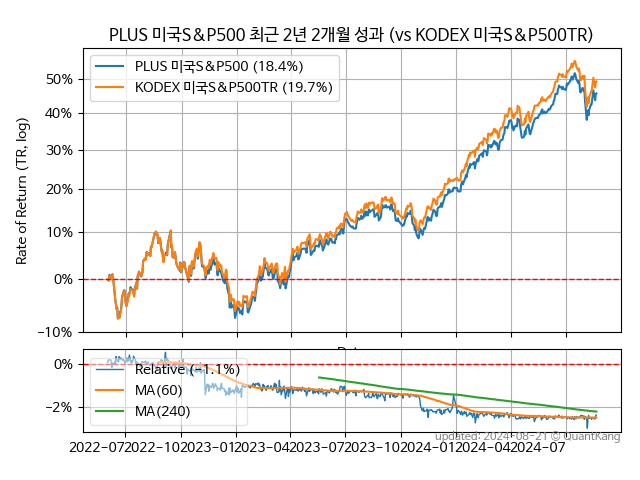 PLUS 미국S&P500 최근 2년 2개월 성과 (vs KODEX 미국S&P500TR)
PLUS 미국S&P500 (18.4%)
KODEX 미국S&P500TR (19.7%)
Rate of Return (TR, log)
50%
40%
30%
20%
10%
0%
−10%
Relative (−1.1%)
MA(60)
MA(240)
0%
−2%
updated: 2024-08-21 © QuantKang
2022-07 2022-10 2023-01 2023-04 2023-07 2023-10 2024-01 2024-04 2024-07